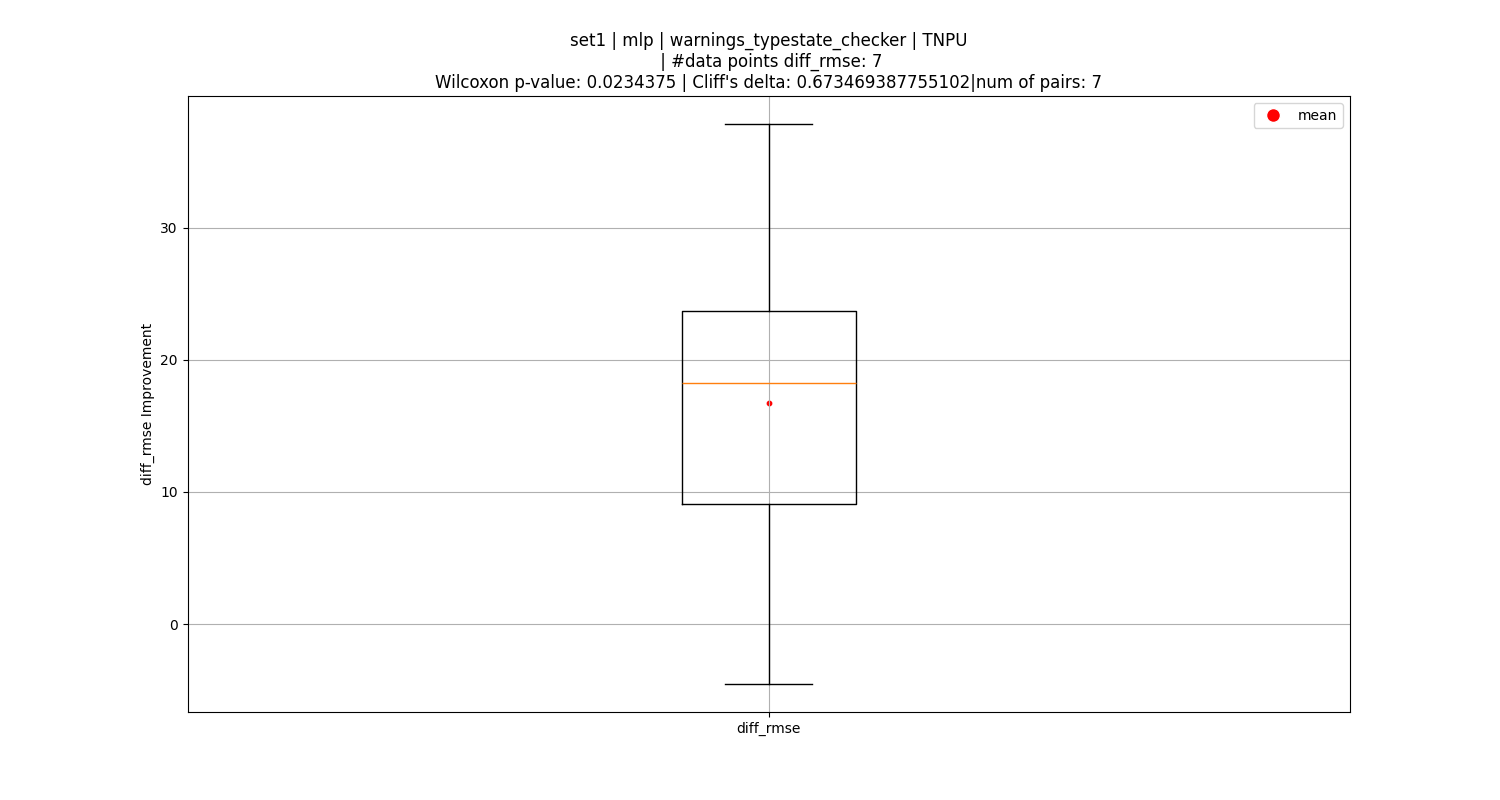 set1 | mlp | warnings_typestate_checker | TNPU
| #data points diff_rmse: 7
Wilcoxon p-value: 0.0234375 | Cliff's delta: 0.673469387755102|num of pairs: 7
mean
30
20
10
0
diff_rmse Improvement
diff_rmse